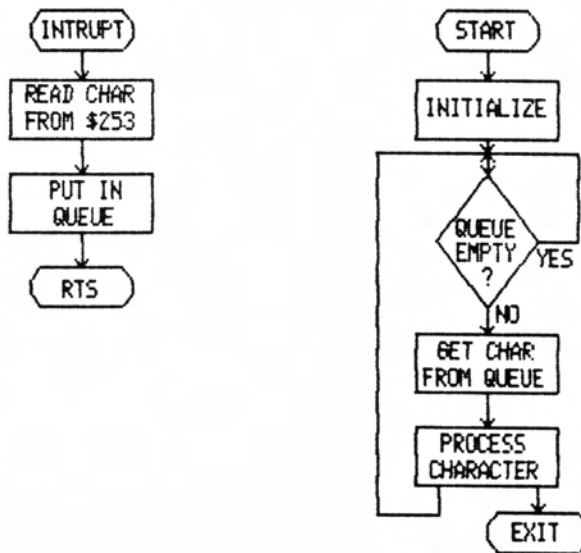 INTRUPT
READ CHAR
FROM $253
PUT IN
QUEUE
RTS
START
INITIALIZE
QUEUE
EMPTY
?
YES
NO
GET CHAR
FROM QUEUE
PROCESS
CHARACTER
EXIT